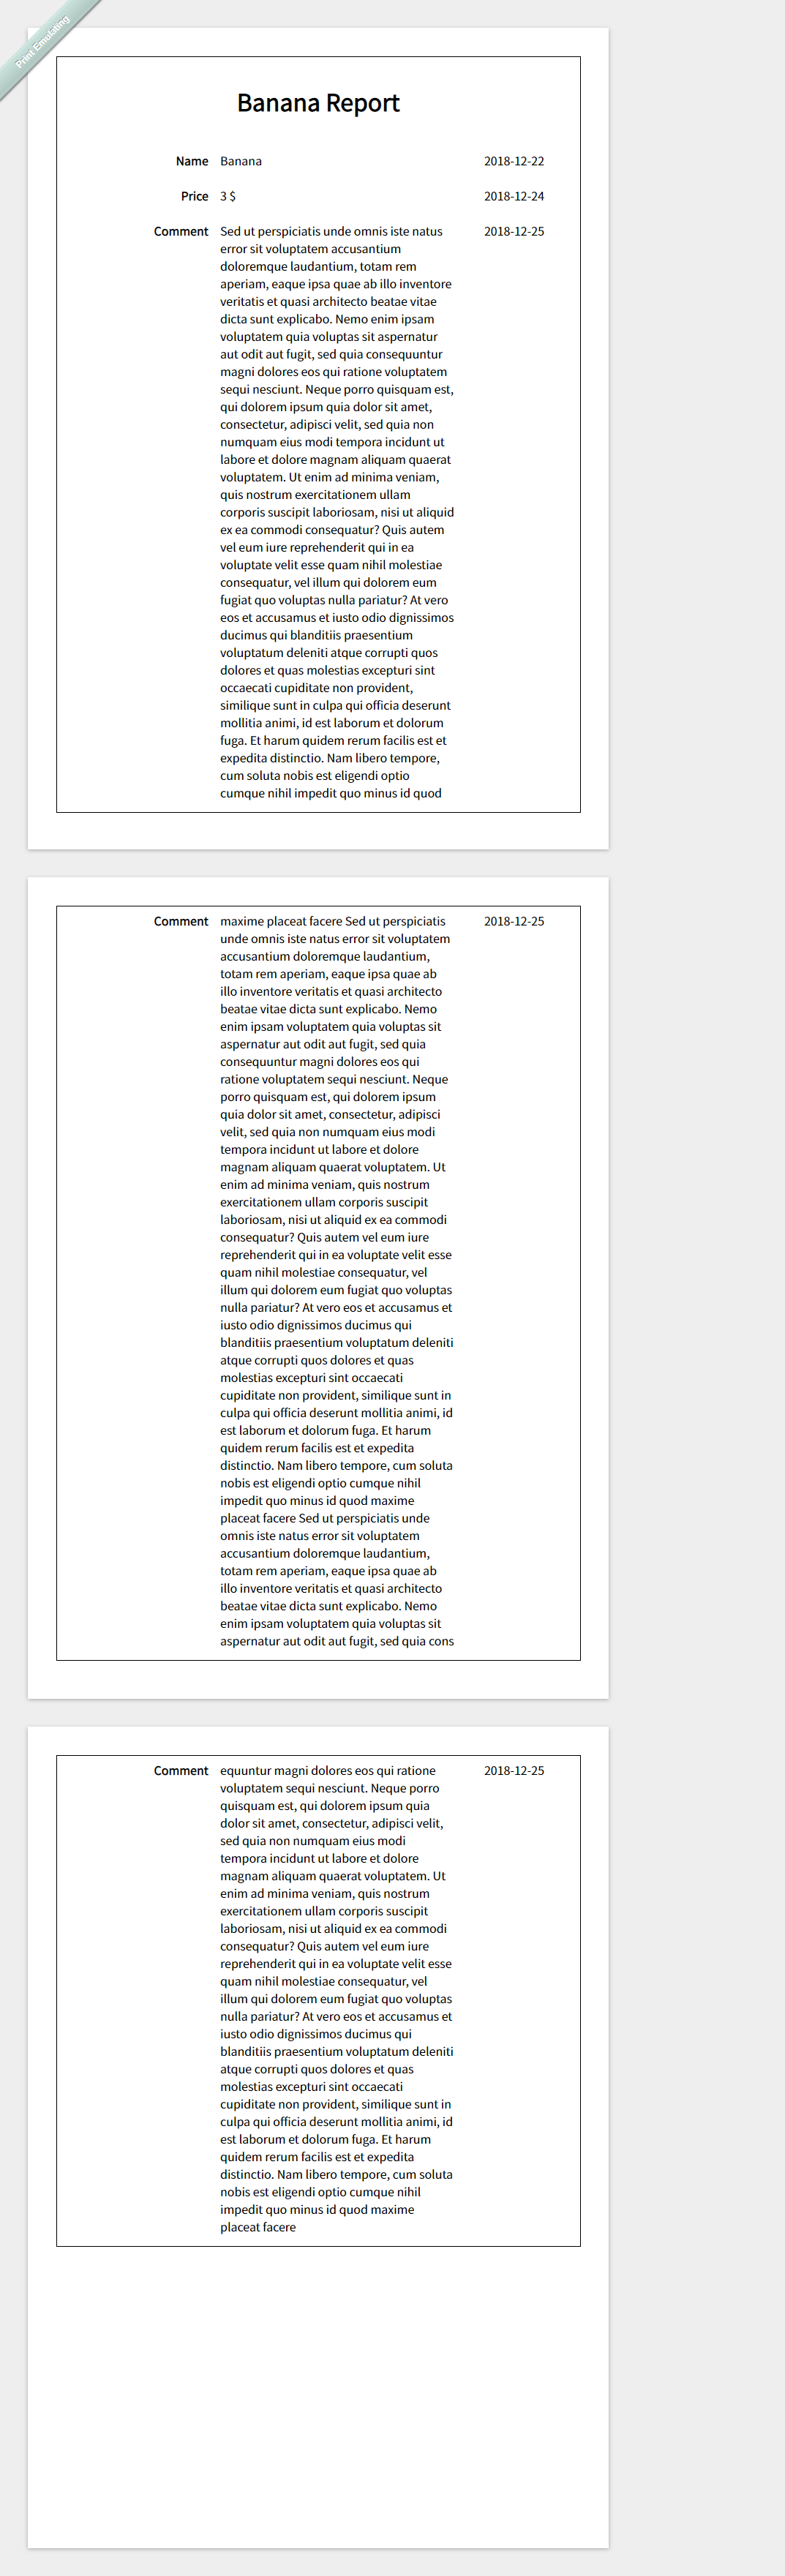 Print Emulating
Banana Report
Name Banana 2018-12-22
Price 3 $ 2018-12-24
Comment Sed ut perspiciatis unde omnis iste natus 2018-12-25
error sit voluptatem accusantium
doloremque laudantium, totam rem
aperiam, eaque ipsa quae ab illo inventore
veritatis et quasi architecto beatae vitae
dicta sunt explicabo. Nemo enim ipsam
voluptatem quia voluptas sit aspernatur
aut odit aut fugit, sed quia consequuntur
magni dolores eos qui ratione voluptatem
sequi nesciunt. Neque porro quisquam est,
qui dolorem ipsum quia dolor sit amet,
consectetur, adipisci velit, sed quia non
numquam eius modi tempora incidunt ut
labore et dolore magnam aliquam quaerat
voluptatem. Ut enim ad minima veniam,
quis nostrum exercitationem ullam
corporis suscipit laboriosam, nisi ut aliquid
ex ea commodi consequatur? Quis autem
vel eum iure reprehenderit qui in ea
voluptate velit esse quam nihil molestiae
consequatur, vel illum qui dolorem eum
fugiat quo voluptas nulla pariatur? At vero
eos et accusamus et iusto odio dignissimos
ducimus qui blanditiis praesentium
voluptatum deleniti atque corrupti quos
dolores et quas molestias excepturi sint
occaecati cupiditate non provident,
similique sunt in culpa qui officia deserunt
mollitia animi, id est laborum et dolorum
fuga. Et harum quidem rerum facilis est et
expedita distinctio. Nam libero tempore,
cum soluta nobis est eligendi optio
cumque nihil impedit quo minus id quod
Comment maxime placeat facere Sed ut perspiciatis 2018-12-25
unde omnis iste natus error sit voluptatem
accusantium doloremque laudantium,
totam rem aperiam, eaque ipsa quae ab
illo inventore veritatis et quasi architecto
beatae vitae dicta sunt explicabo. Nemo
enim ipsam voluptatem quia voluptas sit
aspernatur aut odit aut fugit, sed quia
consequuntur magni dolores eos qui
ratione voluptatem sequi nesciunt. Neque
porro quisquam est, qui dolorem ipsum
quia dolor sit amet, consectetur, adipisci
velit, sed quia non numquam eius modi
tempora incidunt ut labore et dolore
magnam aliquam quaerat voluptatem. Ut
enim ad minima veniam, quis nostrum
exercitationem ullam corporis suscipit
laboriosam, nisi ut aliquid ex ea commodi
consequatur? Quis autem vel eum iure
reprehenderit qui in ea voluptate velit esse
quam nihil molestiae consequatur, vel
illum qui dolorem eum fugiat quo voluptas
nulla pariatur? At vero eos et accusamus et
iusto odio dignissimos ducimus qui
blanditiis praesentium voluptatum deleniti
atque corrupti quos dolores et quas
molestias excepturi sint occaecati
cupiditate non provident, similique sunt in
culpa qui officia deserunt mollitia animi, id
est laborum et dolorum fuga. Et harum
quidem rerum facilis est et expedita
distinctio. Nam libero tempore, cum soluta
nobis est eligendi optio cumque nihil
impedit quo minus id quod maxime
placeat facere Sed ut perspiciatis unde
omnis iste natus error sit voluptatem
accusantium doloremque laudantium,
totam rem aperiam, eaque ipsa quae ab
illo inventore veritatis et quasi architecto
beatae vitae dicta sunt explicabo. Nemo
enim ipsam voluptatem quia voluptas sit
aspernatur aut odit aut fugit, sed quia cons
Comment equuntur magni dolores eos qui ratione 2018-12-25
voluptatem sequi nesciunt. Neque porro
quisquam est, qui dolorem ipsum quia
dolor sit amet, consectetur, adipisci velit,
sed quia non numquam eius modi
tempora incidunt ut labore et dolore
magnam aliquam quaerat voluptatem. Ut
enim ad minima veniam, quis nostrum
exercitationem ullam corporis suscipit
laboriosam, nisi ut aliquid ex ea commodi
consequatur? Quis autem vel eum iure
reprehenderit qui in ea voluptate velit esse
quam nihil molestiae consequatur, vel
illum qui dolorem eum fugiat quo voluptas
nulla pariatur? At vero eos et accusamus et
iusto odio dignissimos ducimus qui
blanditiis praesentium voluptatum deleniti
atque corrupti quos dolores et quas
molestias excepturi sint occaecati
cupiditate non provident, similique sunt in
culpa qui officia deserunt mollitia animi, id
est laborum et dolorum fuga. Et harum
quidem rerum facilis est et expedita
distinctio. Nam libero tempore, cum soluta
nobis est eligendi optio cumque nihil
impedit quo minus id quod maxime
placeat facere